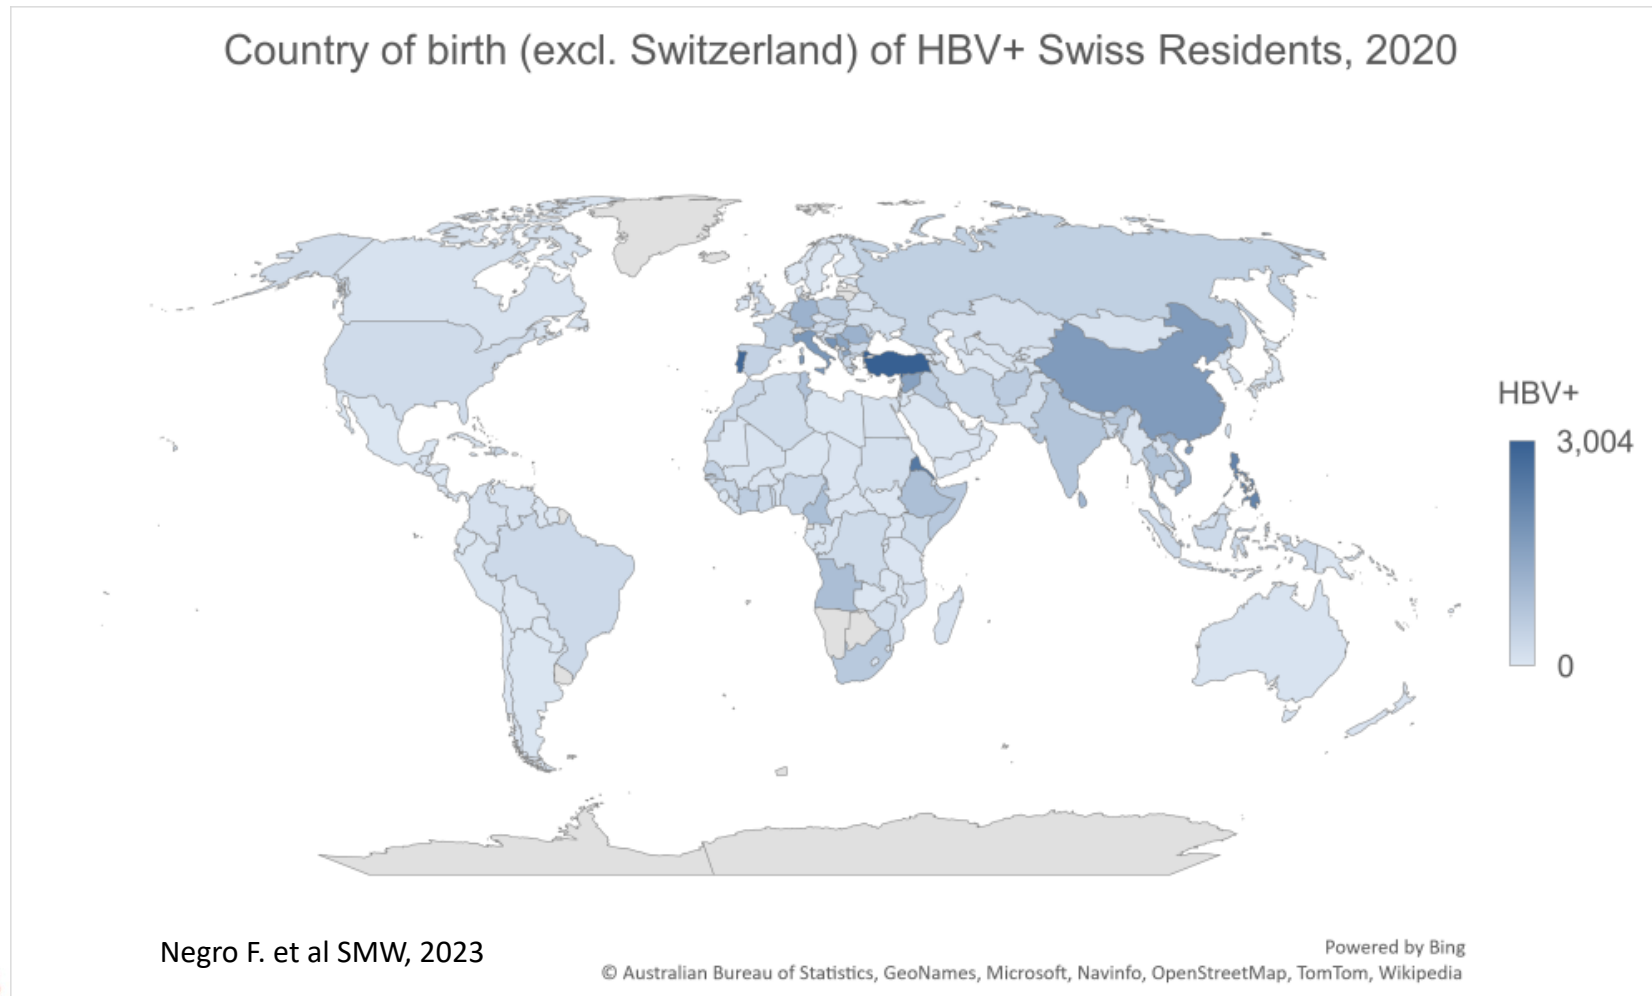 Country of birth (excl. Switzerland) of HBV+ Swiss Residents, 2020
HBV+
3,004
0
Negro F. et al SMW, 2023
Powered by Bing
© Australian Bureau of Statistics, GeoNames, Microsoft, Navinfo, OpenStreetMap, TomTom, Wikipedia